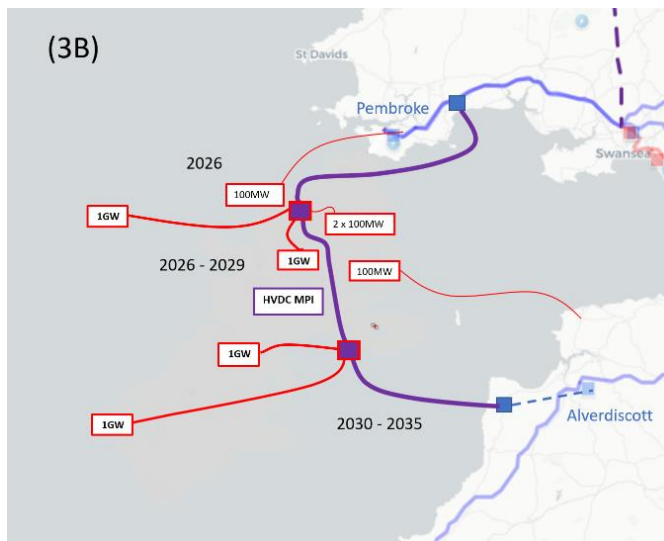 (3B)
St Davids
Pembroke
Swansea
2026
100MW
1GW
2 x 100MW
2026 - 2029
1GW
100MW
HVDC MPI
1GW
1GW
2030 - 2035
Alverdiscott